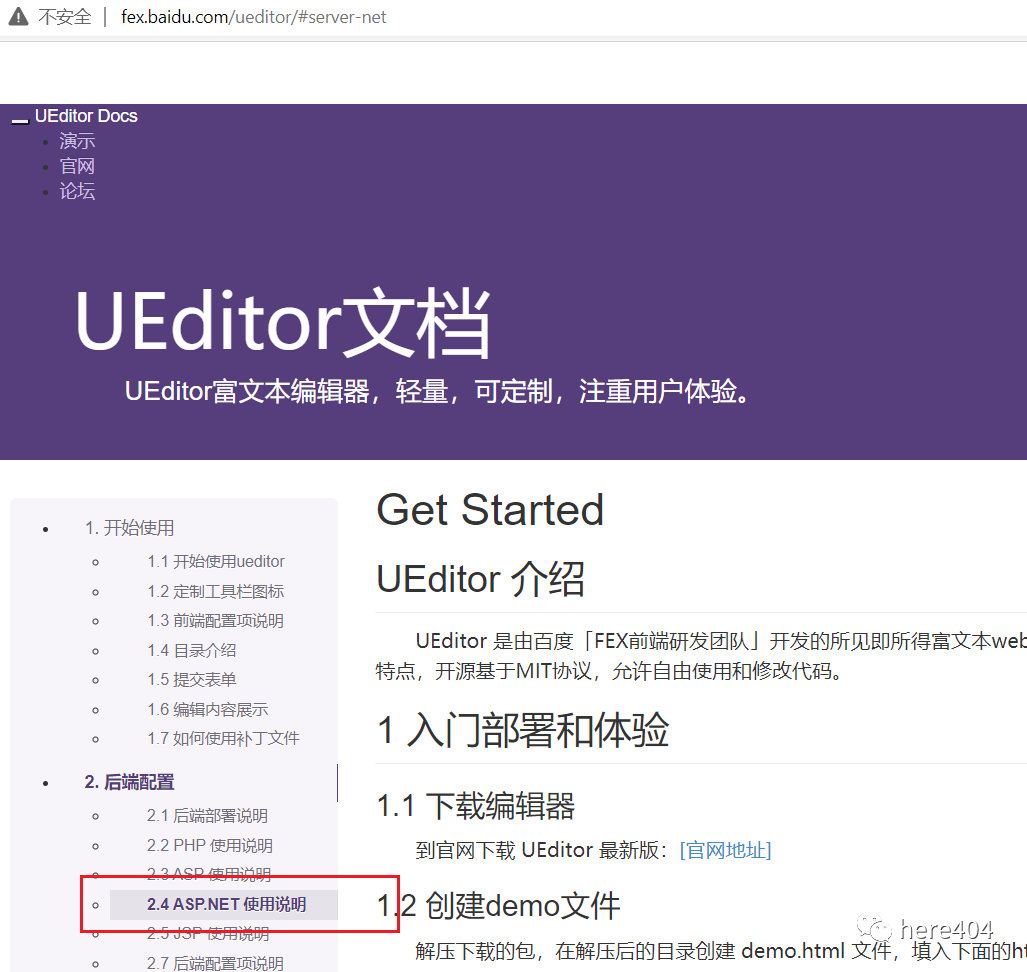 不安全 | fex.baidu.com/ueditor/#server-net
UEditor Docs
演示
官网
论坛
UEditor文档
UEditor富文本编辑器，轻量，可定制，注重用户体验。
1. 开始使用
1.1 开始使用ueditor
1.2 定制工具栏图标
1.3 前端配置项说明
1.4 目录介绍
1.5 提交表单
1.6 编辑内容展示
1.7 如何使用补丁文件
2. 后端配置
2.1 后端部署说明
2.2 PHP 使用说明
2.3 ASP 使用说明
2.4 ASP.NET 使用说明
2.5 JSP 使用说明
2.7 后端配置项说明
Get Started
UEditor 介绍
UEditor 是由百度「FEX前端研发团队」开发的所见即所得富文本web
特点，开源基于MIT协议，允许自由使用和修改代码。
1 入门部署和体验
1.1 下载编辑器
到官网下载 UEditor 最新版：[官网地址]
1.2 创建demo文件
解压下载的包，在解压后的目录创建 demo.html 文件，填入下面的ht
here404